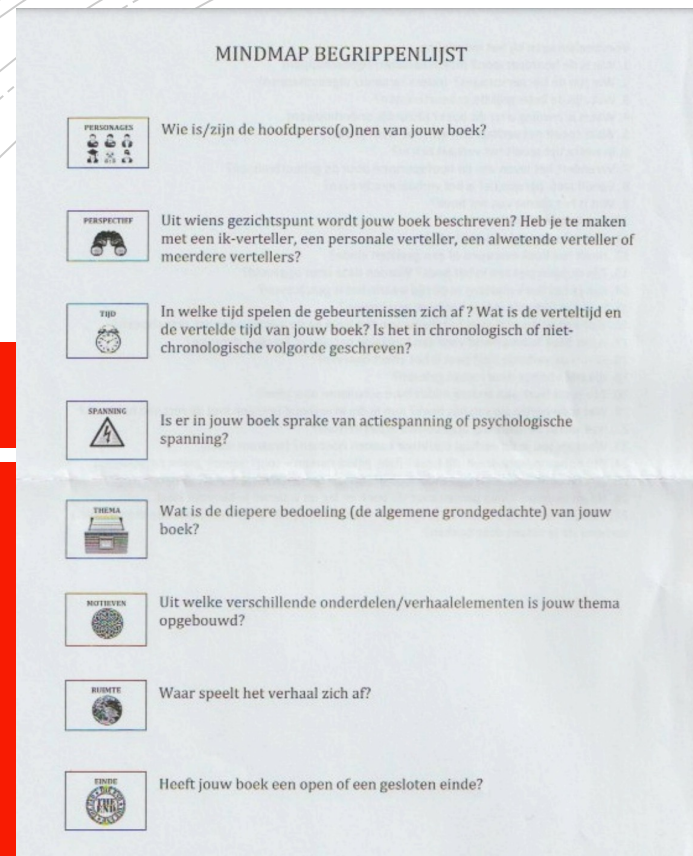 MINDMAP BEGRIPPENLIJST
PERSONAGES
Wie is/zijn de hoofdperso(o)nen van jouw boek?
PERSPECTIEF
Uit wiens gezichtspunt wordt jouw boek beschreven? Heb je te maken
met een ik-verteller, een personale verteller, een alwetende verteller of
meerdere vertellers?
TIJD
In welke tijd spelen de gebeurtenissen zich af ? Wat is de verteltijd en
de vertelde tijd van jouw boek? Is het in chronologisch of niet-
chronologische volgorde geschreven?
SPANNING
Is er in jouw boek sprake van actiespanning of psychologische
spanning?
THEMA
Wat is de diepere bedoeling (de algemene grondgedachte) van jouw
boek?
MOTIEVEN
Uit welke verschillende onderdelen/verhaalelementen is jouw thema
opgebouwd?
RUIMTE
Waar speelt het verhaal zich af?
EINDE
THE
END
Heeft jouw boek een open of een gesloten einde?